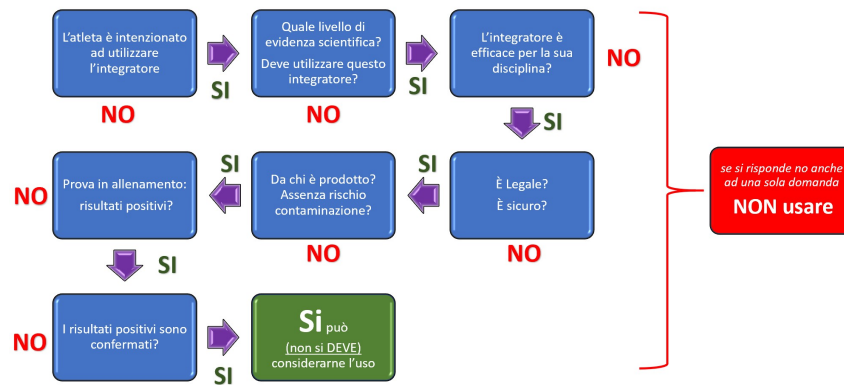 L'atleta è intenzionato
ad utilizzare
l'integratore
SI
NO
Quale livello di
evidenza scientifica?
Deve utilizzare questo
integratore?
SI
NO
L'integratore è
efficace per la sua
disciplina?
NO
SI
È Legale?
È sicuro?
SI
NO
Da chi è prodotto?
Assenza rischio
contaminazione?
SI
NO
Prova in allenamento:
risultati positivi?
NO
SI
I risultati positivi sono
confermati?
NO
SI
Si può
(non si DEVE)
considerarne l'uso
se si risponde no anche
ad una sola domanda
NON usare